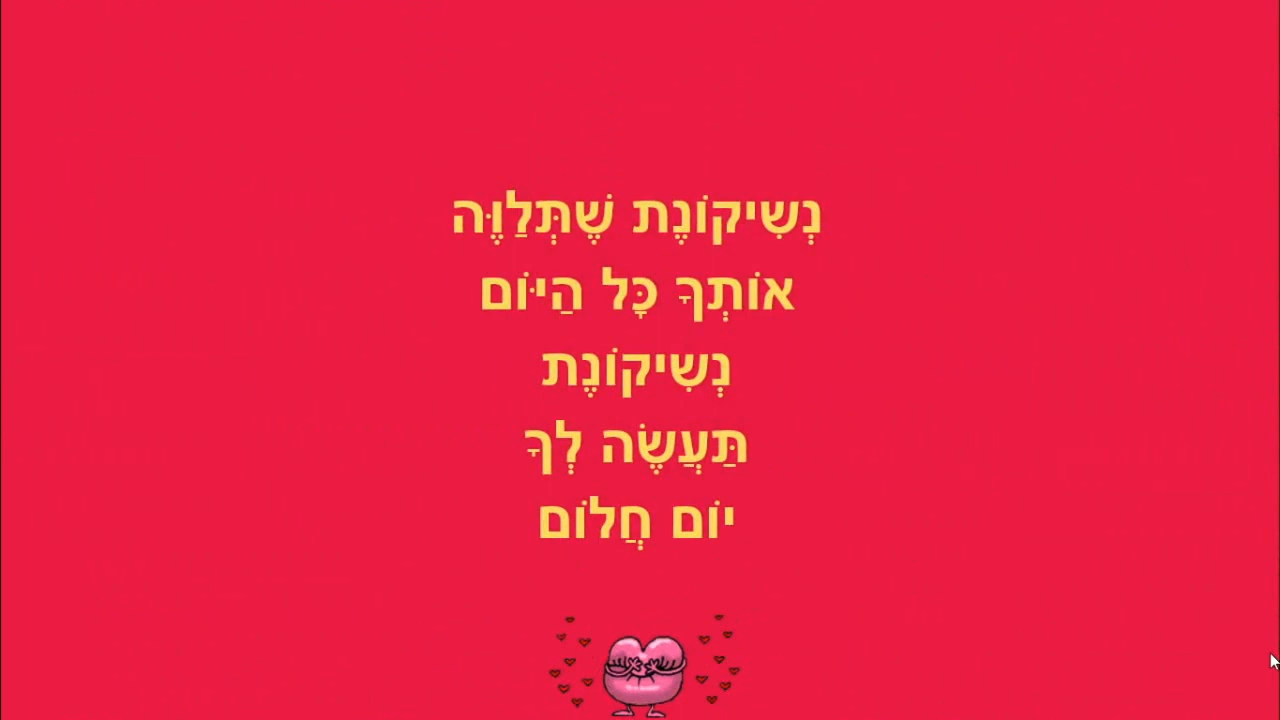 נְשִׁיקוֹנֶת שֶׁתְּלַוֶּה
אוֹתְךָ כָּל הַיּוֹם
נְשִׁיקוֹנֶת
תַּעֲשֶׂה לְךָ
יוֹם חֲלוֹם